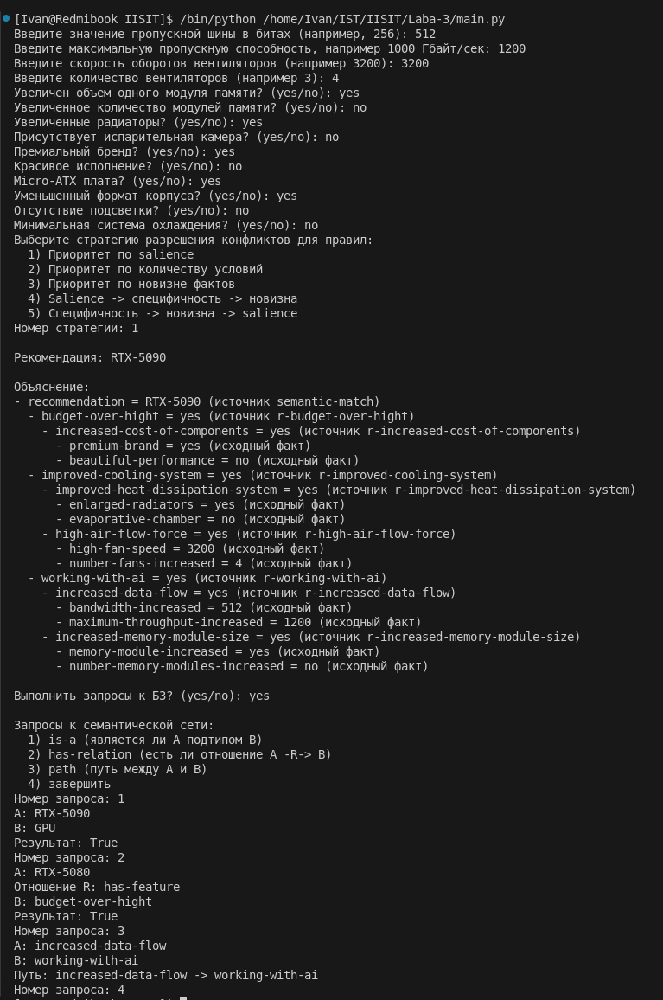 [Ivan@Redmibook IISIT]$ /bin/python /home/Ivan/IST/IISIT/Laba-3/main.py
Введите значение пропускной шины в битах (например, 256): 512
Введите максимальную пропускную способность, например 1000 Гбайт/сек: 1200
Введите скорость оборотов вентиляторов (например 3200): 3200
Введите количество вентиляторов (например 3): 4
Увеличен объем одного модуля памяти? (yes/no): yes
Увеличенное количество модулей памяти? (yes/no): no
Увеличенные радиаторы? (yes/no): yes
Присутствует испарительная камера? (yes/no): no
Премиальный бренд? (yes/no): yes
Красивое исполнение? (yes/no): no
Micro-ATX плата? (yes/no): yes
Уменьшенный формат корпуса? (yes/no): yes
Отсутствие подсветки? (yes/no): no
Минимальная система охлаждения? (yes/no): no
Выберите стратегию разрешения конфликтов для правил:
1) Приоритет по salience
2) Приоритет по количеству условий
3) Приоритет по новизне фактов
4) Salience -> специфичность -> новизна
5) Специфичность -> новизна -> salience
Номер стратегии: 1
Рекомендация: RTX-5090
Объяснение:
- recommendation = RTX-5090 (источник semantic-match)
- budget-over-hight = yes (источник r-budget-over-hight)
- increased-cost-of-components = yes (источник r-increased-cost-of-components)
- premium-brand = yes (исходный факт)
- beautiful-performance = no (исходный факт)
- improved-cooling-system = yes (источник r-improved-cooling-system)
- improved-heat-dissipation-system = yes (источник r-improved-heat-dissipation-system)
- enlarged-radiators = yes (исходный факт)
- evaporative-chamber = no (исходный факт)
- high-air-flow-force = yes (источник r-high-air-flow-force)
- high-fan-speed = 3200 (исходный факт)
- number-fans-increased = 4 (исходный факт)
- working-with-ai = yes (источник r-working-with-ai)
- increased-data-flow = yes (источник r-increased-data-flow)
- bandwidth-increased = 512 (исходный факт)
- maximum-throughput-increased = 1200 (исходный факт)
- increased-memory-module-size = yes (источник r-increased-memory-module-size)
- memory-module-increased = yes (исходный факт)
- number-memory-modules-increased = no (исходный факт)
Выполнить запросы к БЗ? (yes/no): yes
Запросы к семантической сети:
1) is-a (является ли A подтипом B)
2) has-relation (есть ли отношение A -R-> B)
3) path (путь между A и B)
4) завершить
Номер запроса: 1
A: RTX-5090
B: GPU
Результат: True
Номер запроса: 2
A: RTX-5080
Отношение R: has-feature
B: budget-over-hight
Результат: True
Номер запроса: 3
A: increased-data-flow
B: working-with-ai
Путь: increased-data-flow -> working-with-ai
Номер запроса: 4